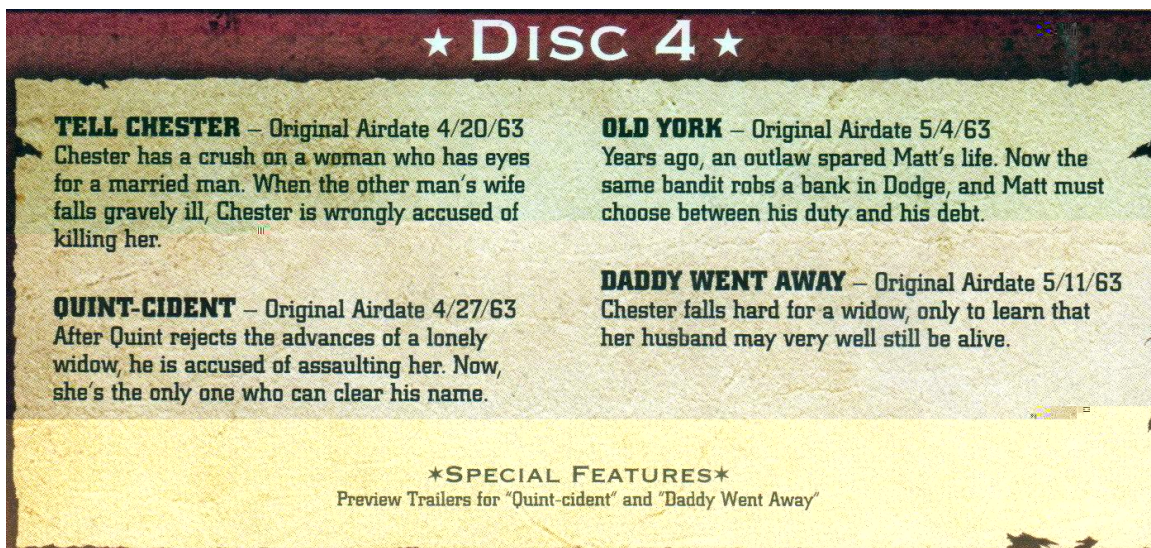 ★ DISC 4 ★
TELL CHESTER – Original Airdate 4/20/63
Chester has a crush on a woman who has eyes
for a married man. When the other man's wife
falls gravely ill, Chester is wrongly accused of
killing her.
QUINT-CIDENT – Original Airdate 4/27/63
After Quint rejects the advances of a lonely
widow, he is accused of assaulting her. Now,
she's the only one who can clear his name.
OLD YORK – Original Airdate 5/4/63
Years ago, an outlaw spared Matt's life. Now the
same bandit robs a bank in Dodge, and Matt must
choose between his duty and his debt.
DADDY WENT AWAY – Original Airdate 5/11/63
Chester falls hard for a widow, only to learn that
her husband may very well still be alive.
✶SPECIAL FEATURES✶
Preview Trailers for "Quint-cident" and "Daddy Went Away"